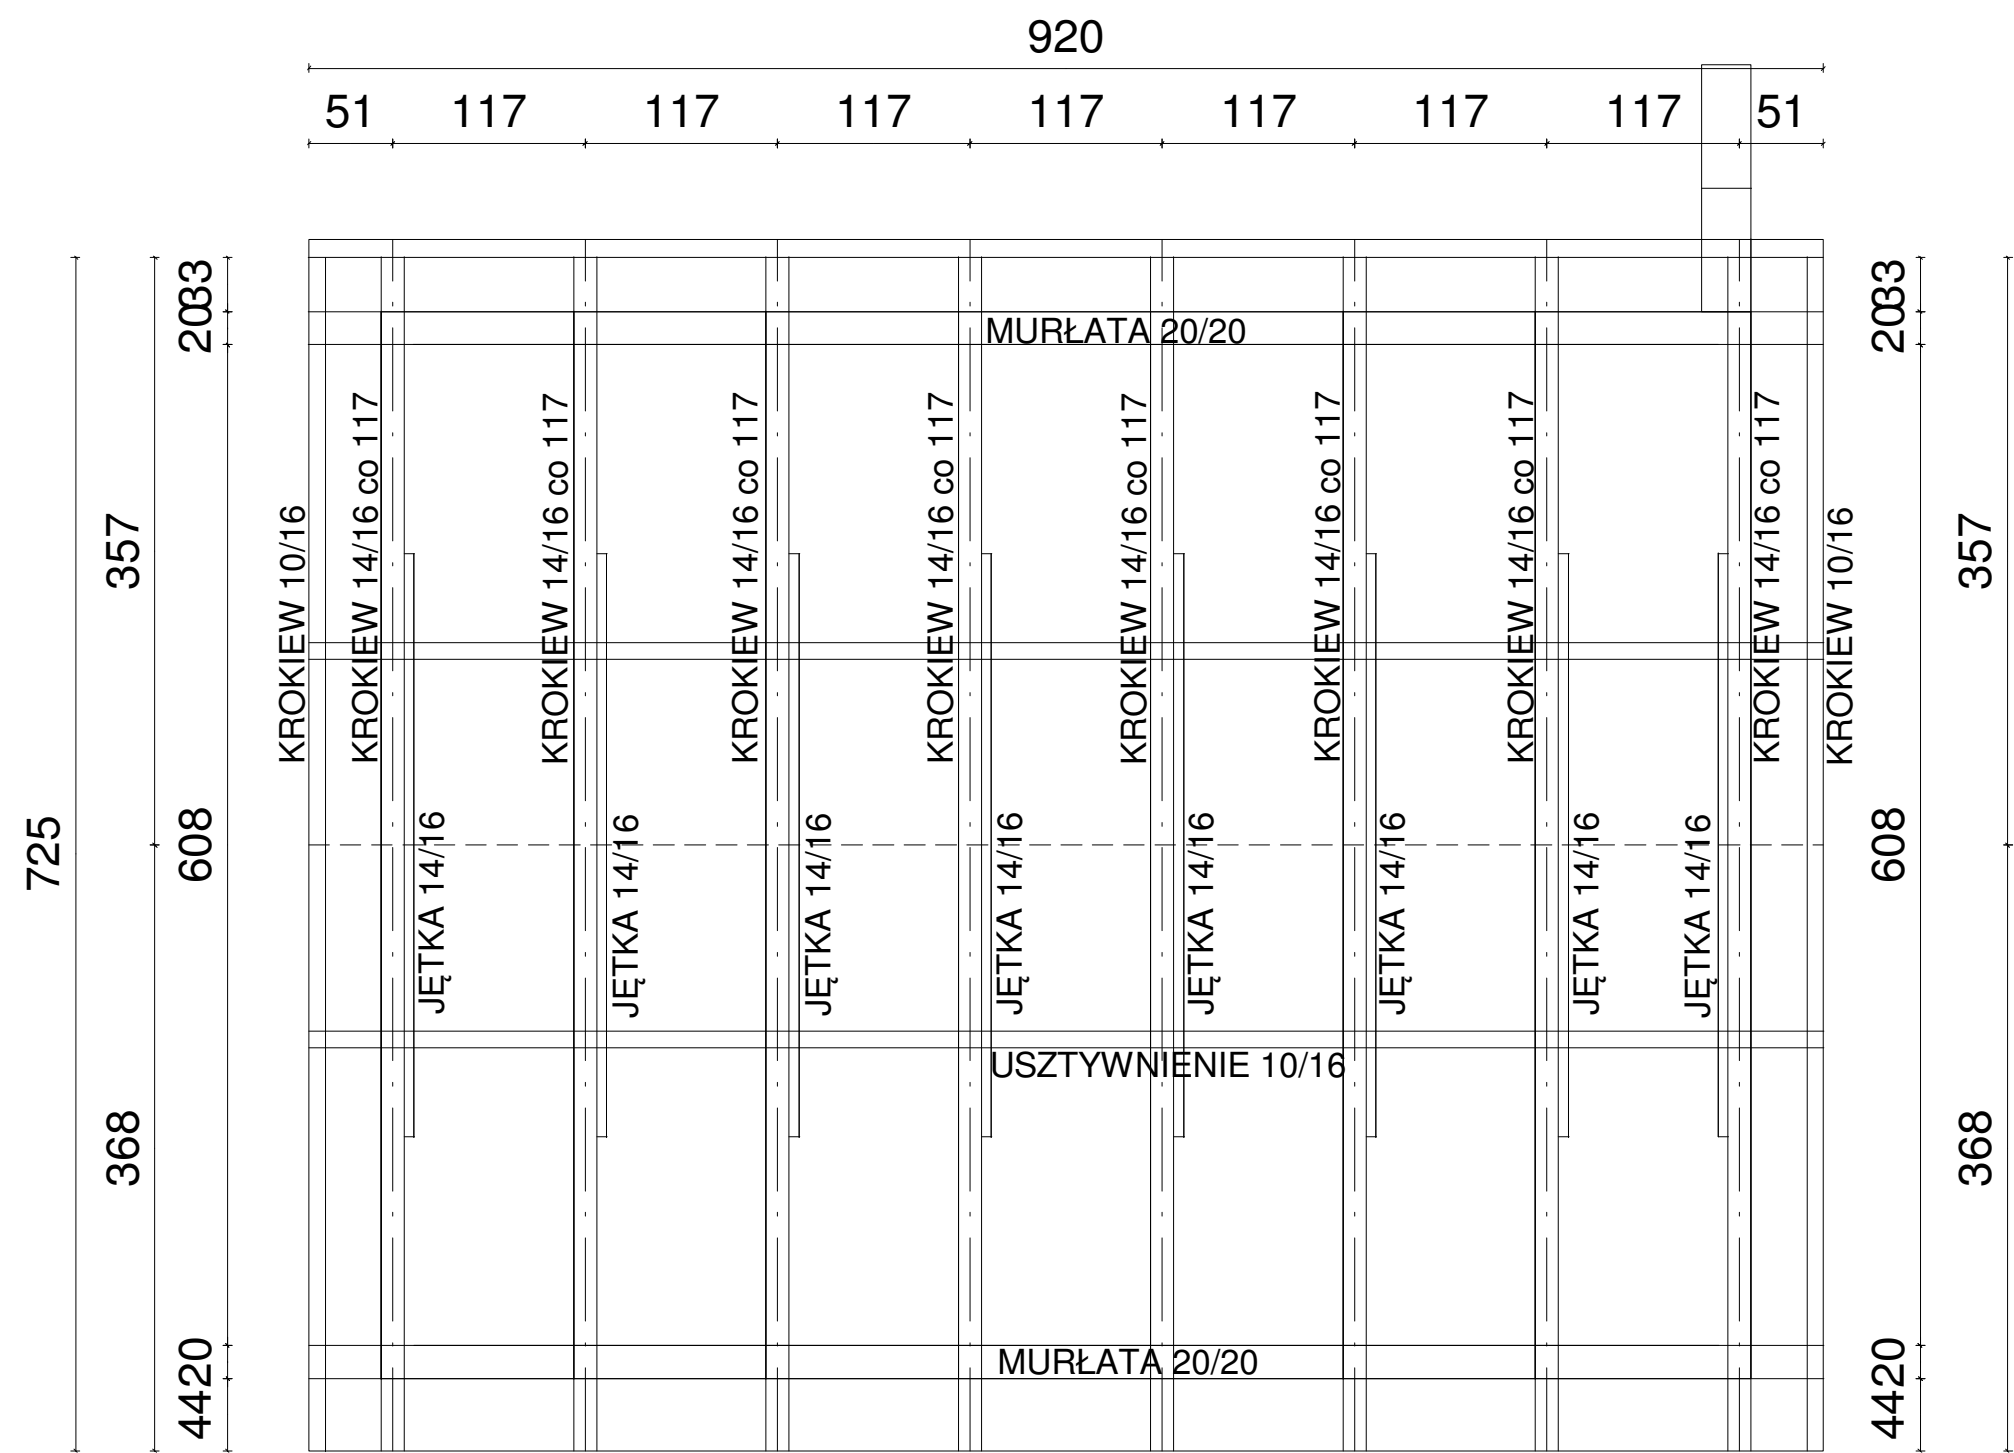 920
51 117 117 117 117 117 117 117 51
33
20
33
20
MURŁATA 20/20
KROKIEW 10/16
KROKIEW 14/16 co 117
KROKIEW 14/16 co 117
KROKIEW 14/16 co 117
KROKIEW 14/16 co 117
KROKIEW 14/16 co 117
KROKIEW 14/16 co 117
KROKIEW 14/16 co 117
KROKIEW 14/16 co 117
KROKIEW 10/16
357
357
725
608
608
JĘTKA 14/16
JĘTKA 14/16
JĘTKA 14/16
JĘTKA 14/16
JĘTKA 14/16
JĘTKA 14/16
JĘTKA 14/16
JĘTKA 14/16
USZTYWNIENIE 10/16
368
368
MURŁATA 20/20
20
44
20
44